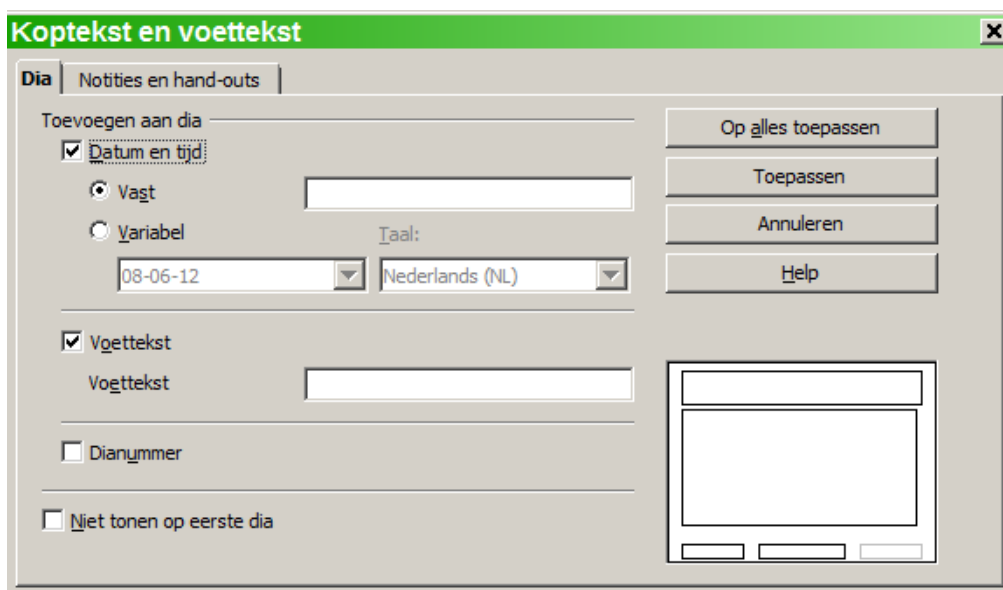 Koptekst en voettekst
Dia
Notities en hand-outs
Toevoegen aan dia
Datum en tijd
Vast
Variabel
Taal:
08-06-12
Nederlands (NL)
Voettekst
Voettekst
Dianummer
Niet tonen op eerste dia
Op alles toepassen
Toepassen
Annuleren
Help